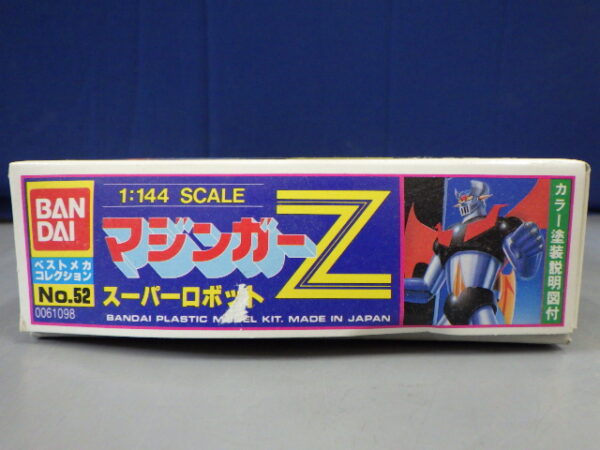 BAN
DAI
ベストメカ
コレクション
No.52
0061098
1:144 SCALE
マジンガーZ
スーパーロボット
BANDAI PLASTIC MODEL KIT. MADE IN JAPAN
カラー塗装説明図付